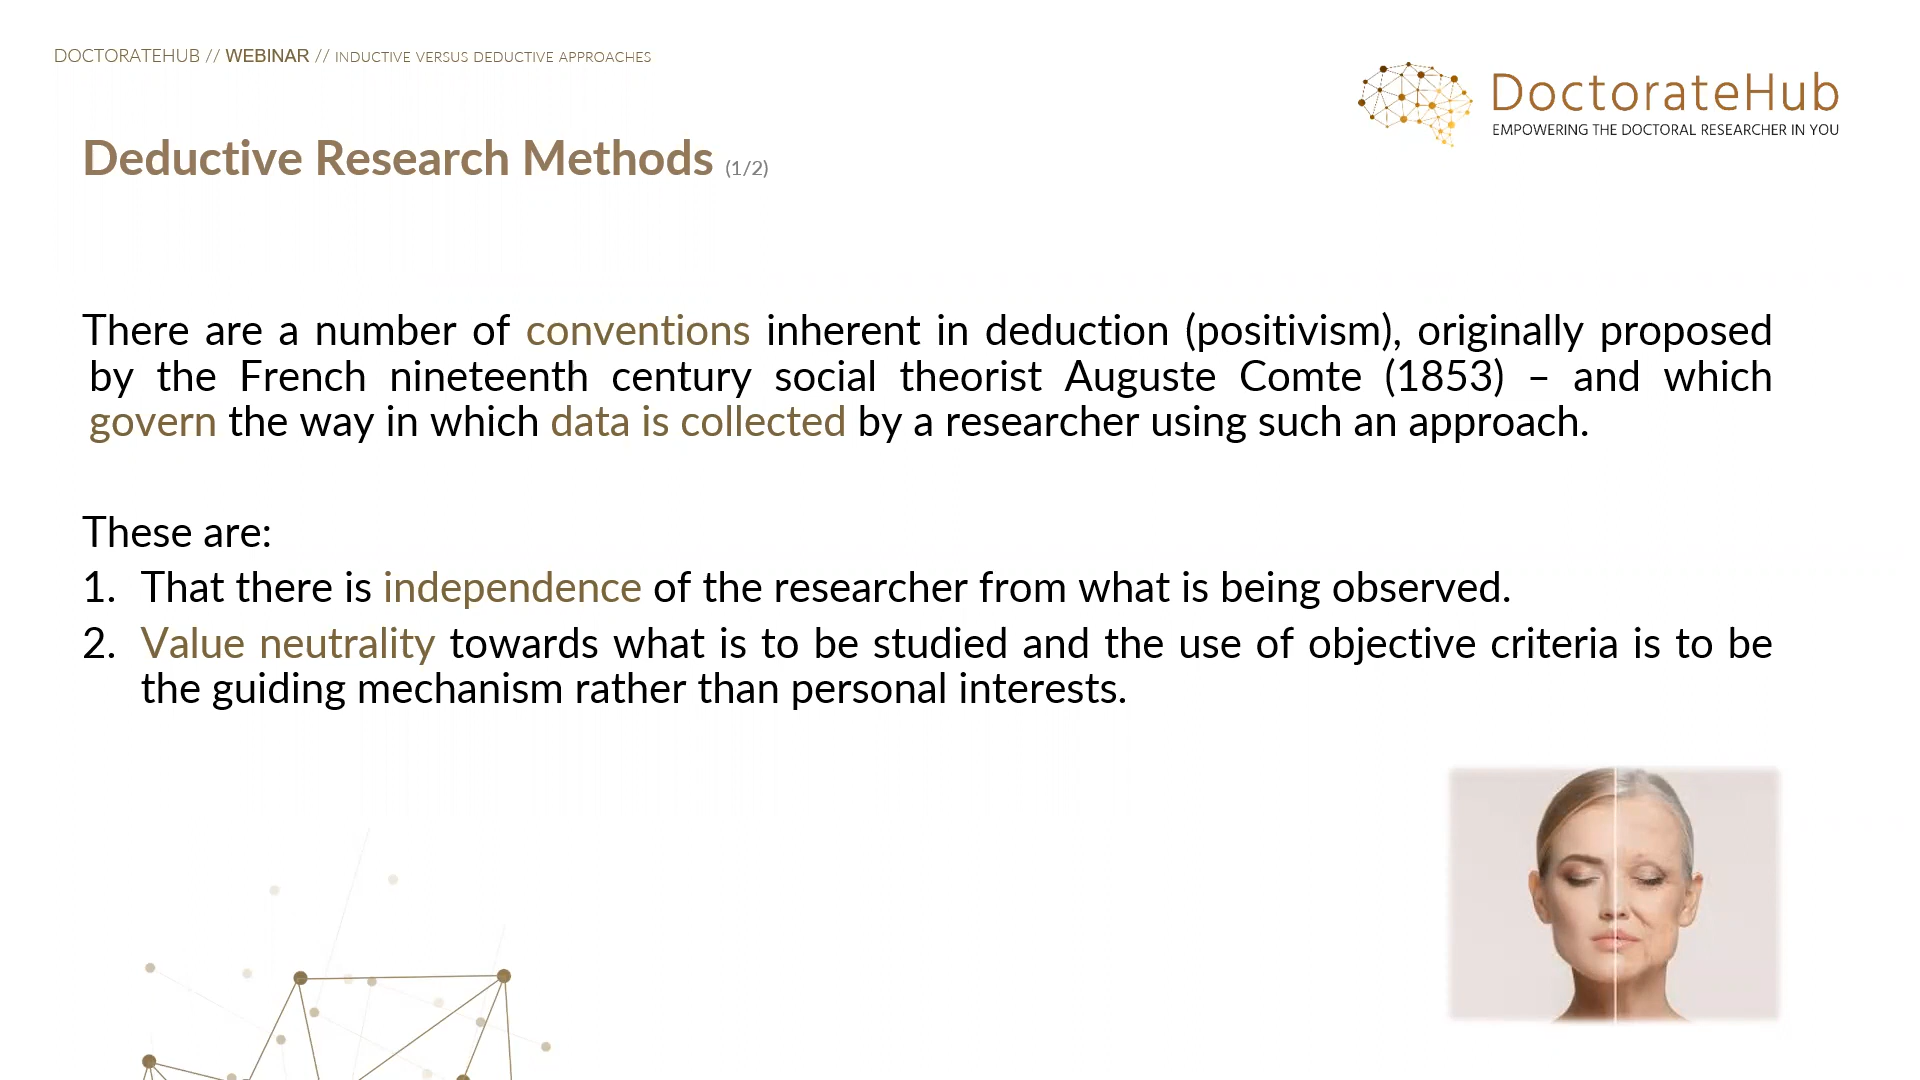 DOCTORATEHUB // WEBINAR // INDUCTIVE VERSUS DEDUCTIVE APPROACHES
DoctorateHub
EMPOWERING THE DOCTORAL RESEARCHER IN YOU
Deductive Research Methods (1/2)
There are a number of conventions inherent in deduction (positivism), originally proposed
by the French nineteenth century social theorist Auguste Comte (1853) – and which
govern the way in which data is collected by a researcher using such an approach.
These are:
1. That there is independence of the researcher from what is being observed.
2. Value neutrality towards what is to be studied and the use of objective criteria is to be
the guiding mechanism rather than personal interests.